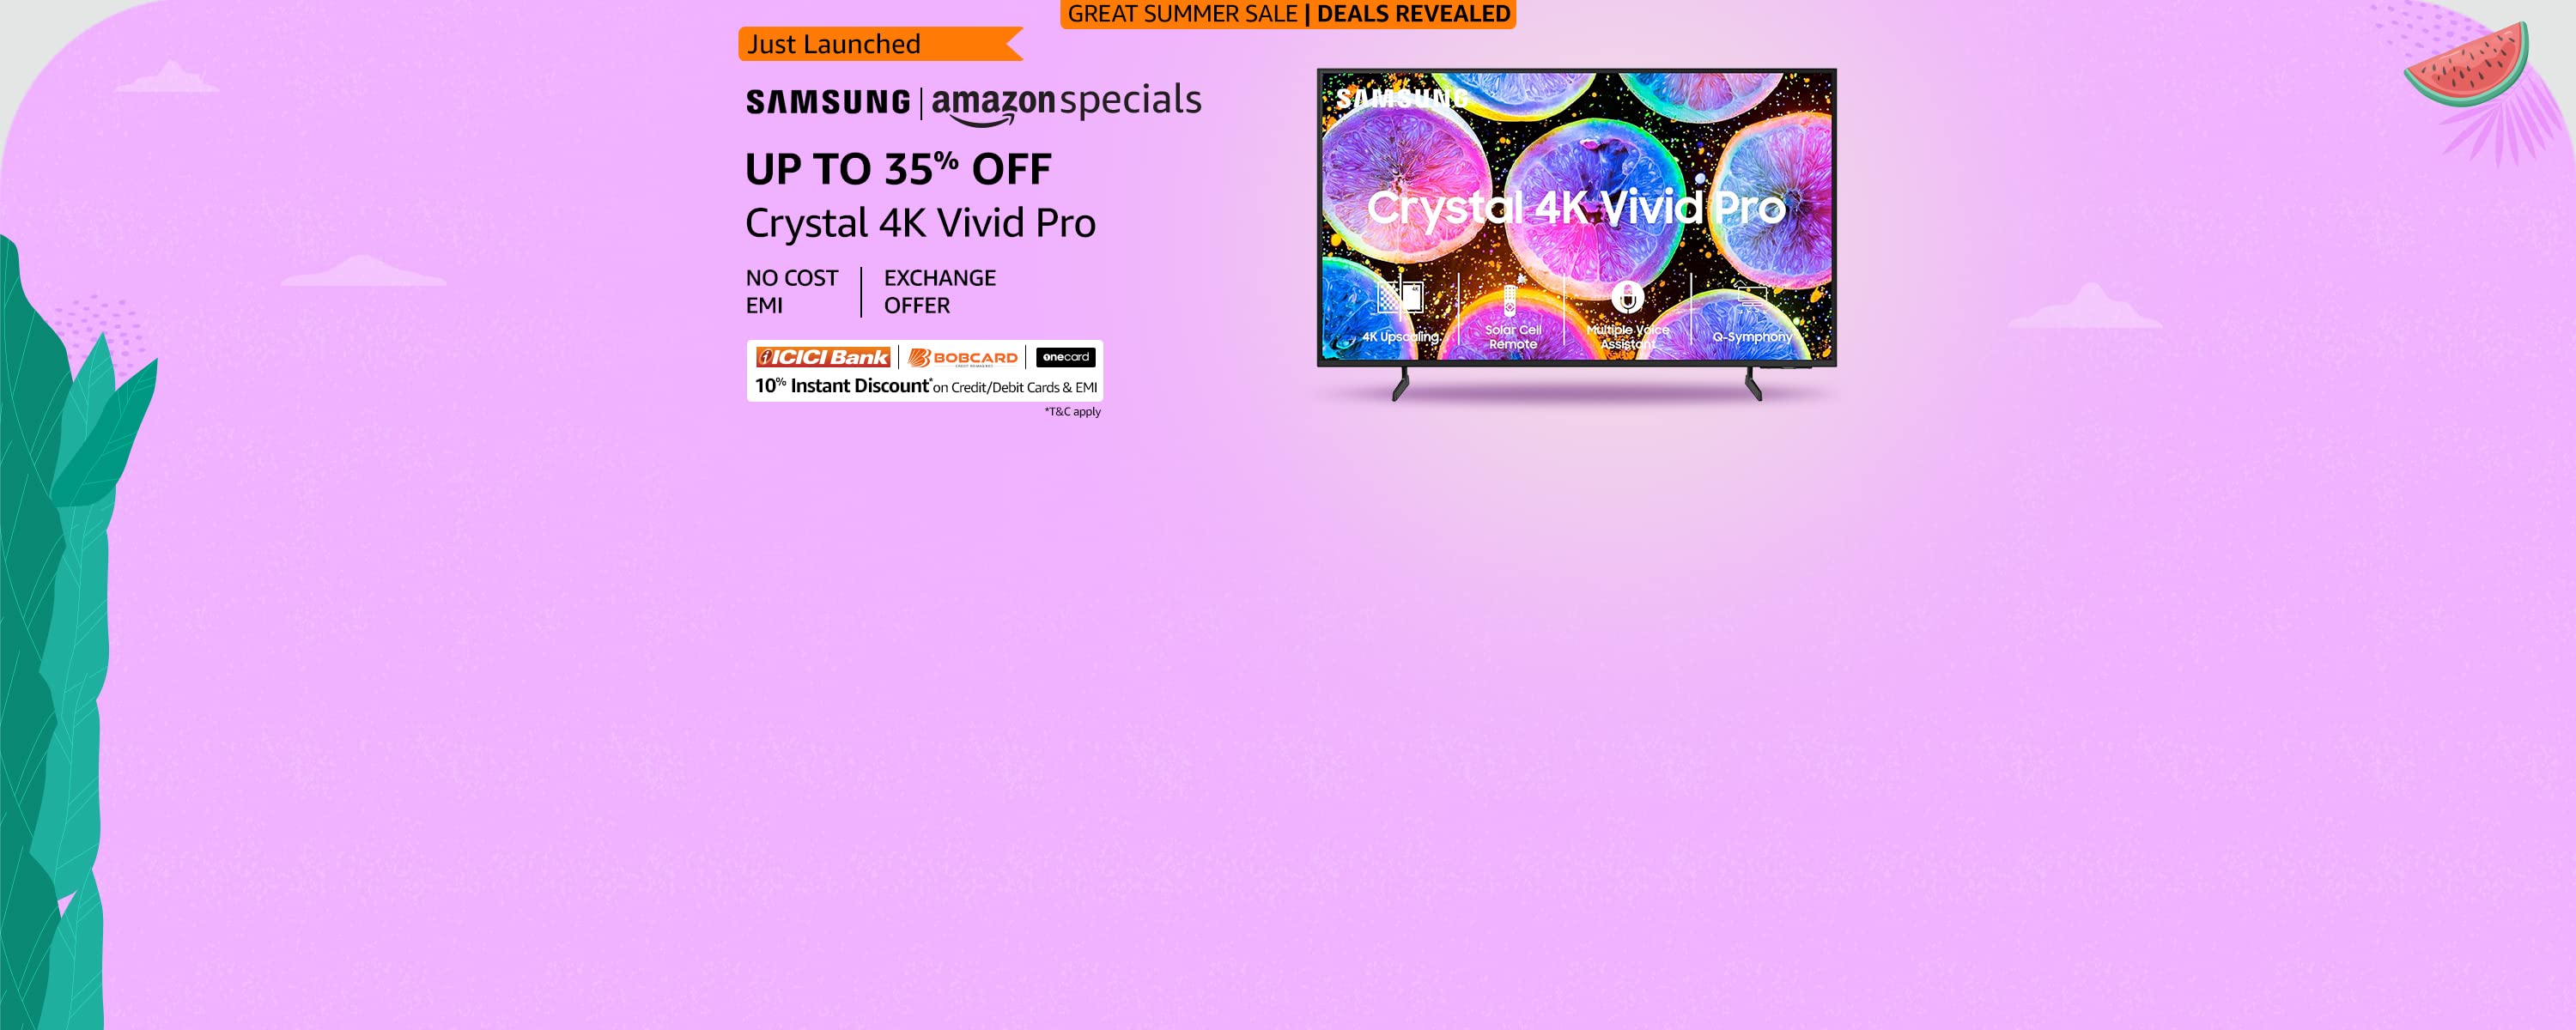 GREAT SUMMER SALE | DEALS REVEALED
Just Launched
SAMSUNG | amazon specials
UP TO 35% OFF
Crystal 4K Vivid Pro
NO COST
EMI
EXCHANGE
OFFER
ICICI Bank | BOBCARD | onecard
10% Instant Discount* on Credit/Debit Cards & EMI
*T&C apply
SAMSUNG
Crystal 4K Vivid Pro
4K
4K Upscaling
Solar Cell
Remote
Multiple Voice
Assistant
Q-Symphony